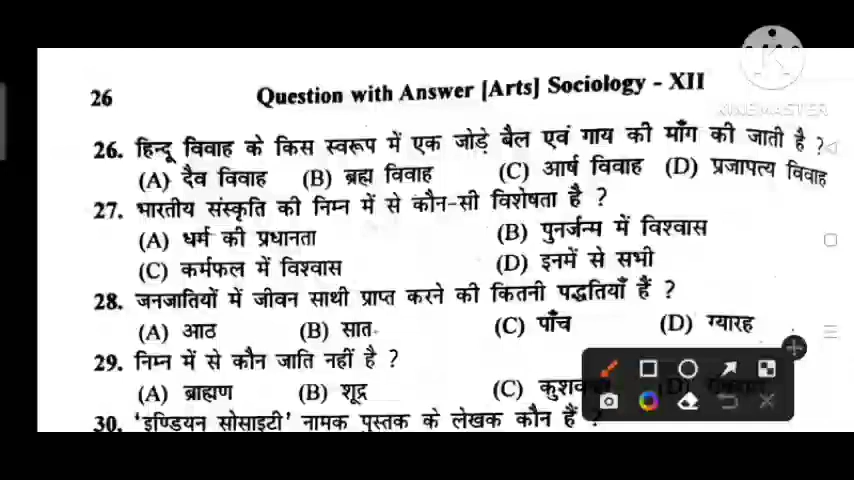 KINEMASTER
26 Question with Answer [Arts] Sociology - XII
26. हिन्दू विवाह के किस स्वरूप में एक जोड़े बैल एवं गाय की माँग की जाती है ?
(A) दैव विवाह (B) ब्रह्म विवाह (C) आर्ष विवाह (D) प्रजापत्य विवाह
27. भारतीय संस्कृति की निम्न में से कौन-सी विशेषता है ?
(A) धर्म की प्रधानता (B) पुनर्जन्म में विश्वास
(C) कर्मफल में विश्वास (D) इनमें से सभी
28. जनजातियों में जीवन साथी प्राप्त करने की कितनी पद्धतियाँ हैं ?
(A) आठ (B) सात (C) पाँच (D) ग्यारह
29. निम्न में से कौन जाति नहीं है ?
(A) ब्राह्मण (B) शूद्र (C) (D)
30. ‘इण्डियन सोसाइटी’ नामक पुस्तक के लेखक कौन हैं ?